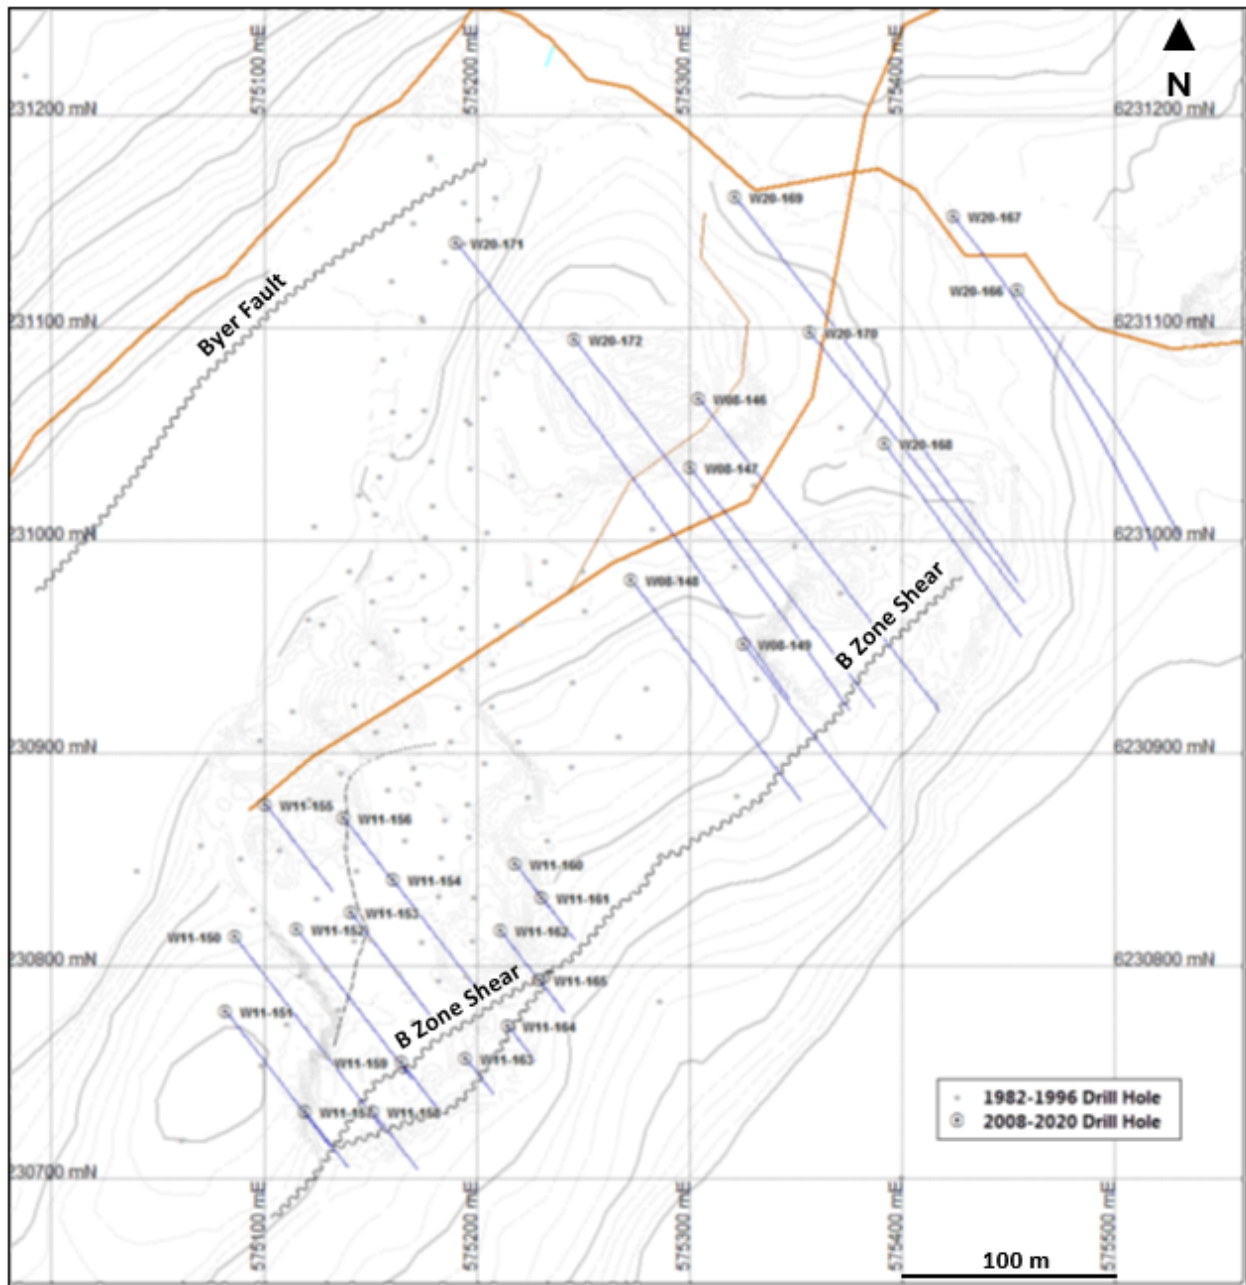 575100 mE
575200 mE
575300 mE
575400 mE
N
231200 mN
6231200 mN
W20-169
W20-167
W20-171
Byer Fault
W20-166
231100 mN
6231100 mN
W20-172
W20-170
W08-146
W20-168
W08-147
231000 mN
6231000 mN
W08-148
B Zone Shear
W08-149
230900 mN
6230900 mN
W11-155
W11-156
W11-160
W11-154
W11-161
W11-153
W11-152
W11-150
W11-162
230800 mN
6230800 mN
B Zone Shear
W11-165
W11-151
W11-164
W11-159
W11-163
1982-1996 Drill Hole
W11-157
W11-158
2008-2020 Drill Hole
230700 mN
6230700 mN
575100 mE
575200 mE
575300 mE
575400 mE
575500 mE
100 m